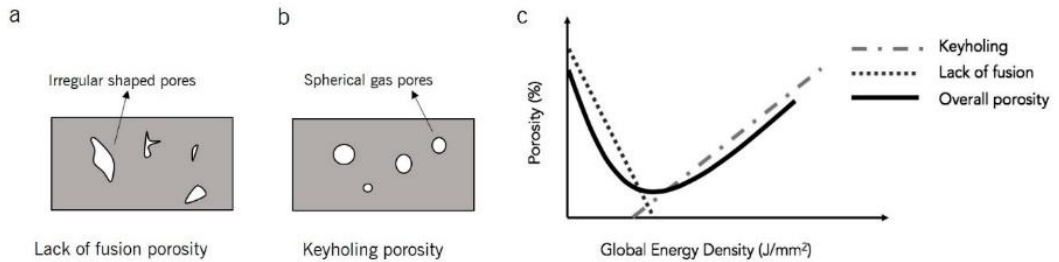 a
Irregular shaped pores
Lack of fusion porosity
b
Spherical gas pores
Keyholing porosity
c
Porosity (%)
Global Energy Density (J/mm²)
Keyholing
Lack of fusion
Overall porosity